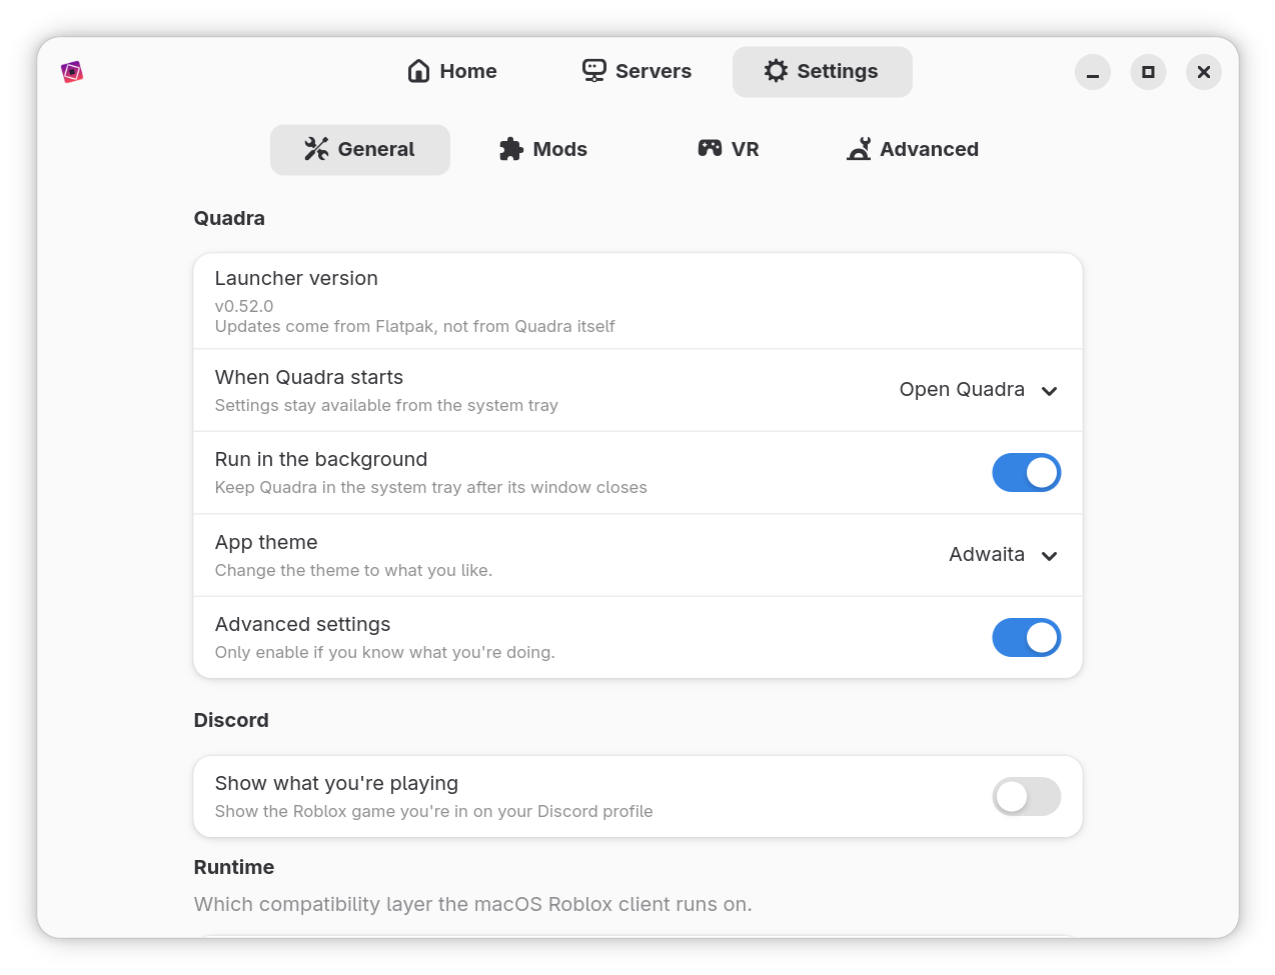 Home
Servers
Settings
General
Mods
VR
Advanced
Quadra
Launcher version
v0.52.0
Updates come from Flatpak, not from Quadra itself
When Quadra starts
Settings stay available from the system tray
Open Quadra
Run in the background
Keep Quadra in the system tray after its window closes
App theme
Change the theme to what you like.
Adwaita
Advanced settings
Only enable if you know what you're doing.
Discord
Show what you're playing
Show the Roblox game you're in on your Discord profile
Runtime
Which compatibility layer the macOS Roblox client runs on.